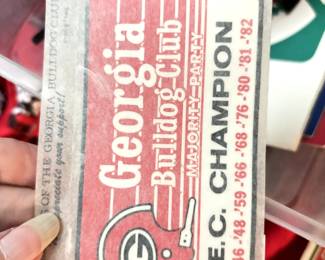 OF THE GEORGIA BULLDOG CLUB
appreciate your support!
Georgia
Bulldog Club
MAJORITY PARTY
E.C. CHAMPION
46-'48-'59-'66-'68-'76-'80-'81-'82
G